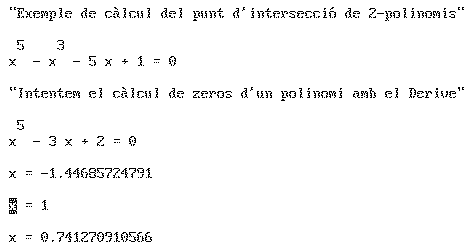 "Exemple de càlcul del punt d'intersecció de 2-polinomis"
 5    3
x  - x  - 5 x + 1 = 0
"Intentem el càlcul de zeros d'un polinomi amb el Derive"
 5
x  - 3 x + 2 = 0
x = -1.44685724791
x = 1
x = 0.741270910566